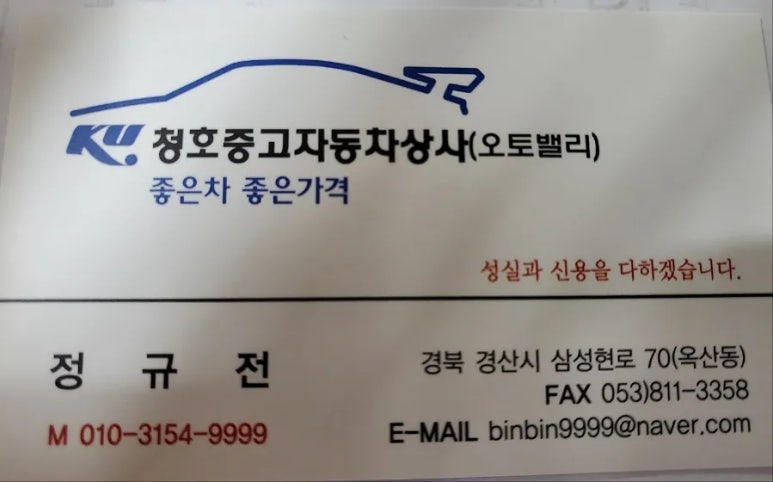 KU. 청호중고자동차상사(오토밸리)
좋은차 좋은가격
성실과 신용을 다하겠습니다.
정 규 전
M 010-3154-9999
경북 경산시 삼성현로 70(옥산동)
FAX 053)811-3358
E-MAIL binbin9999@naver.com